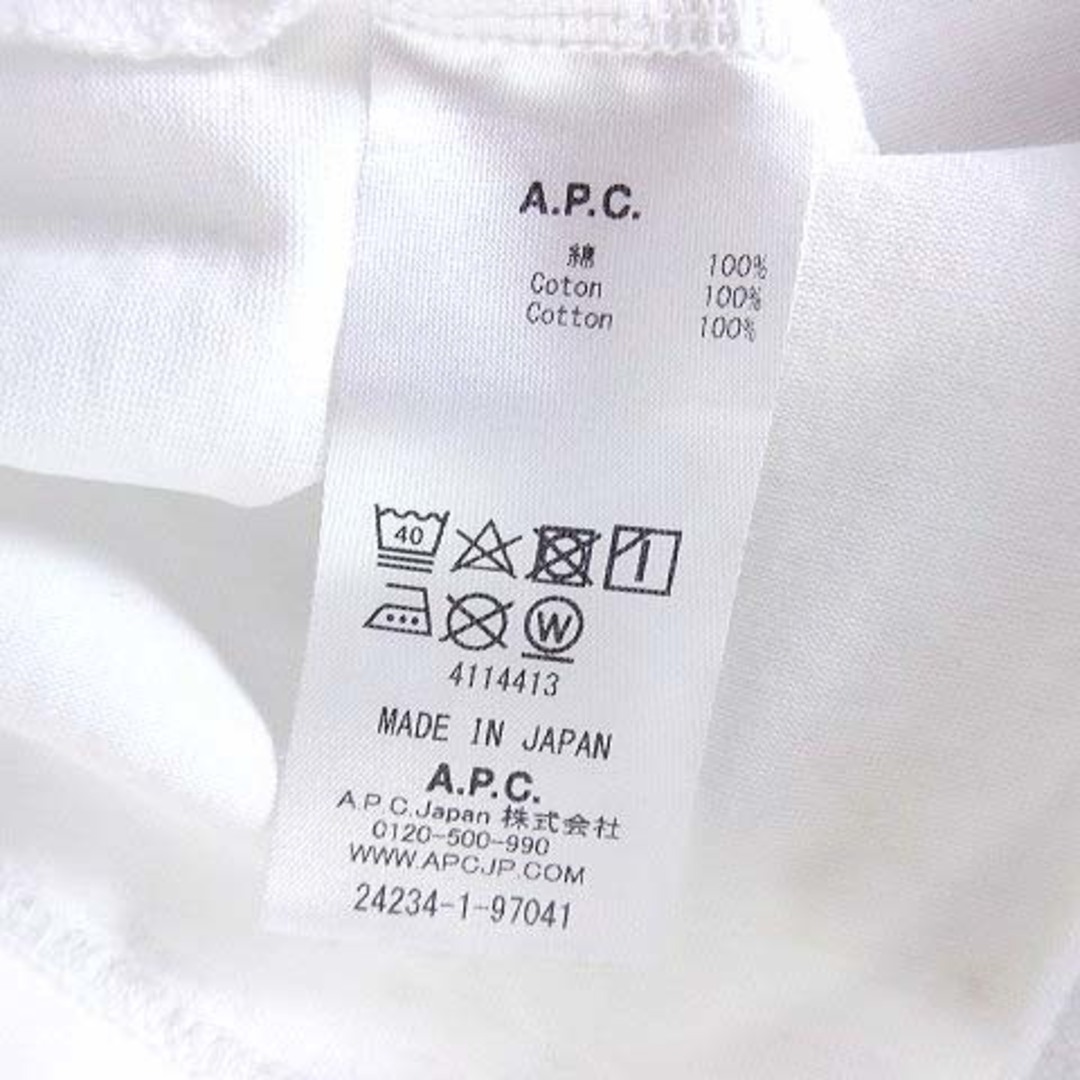 A.P.C.
綿 100%
Coton 100%
Cotton 100%
40
W
4114413
MADE IN JAPAN
A.P.C.
A.P.C.Japan 株式会社
0120-500-990
WWW.APCJP.COM
24234-1-97041